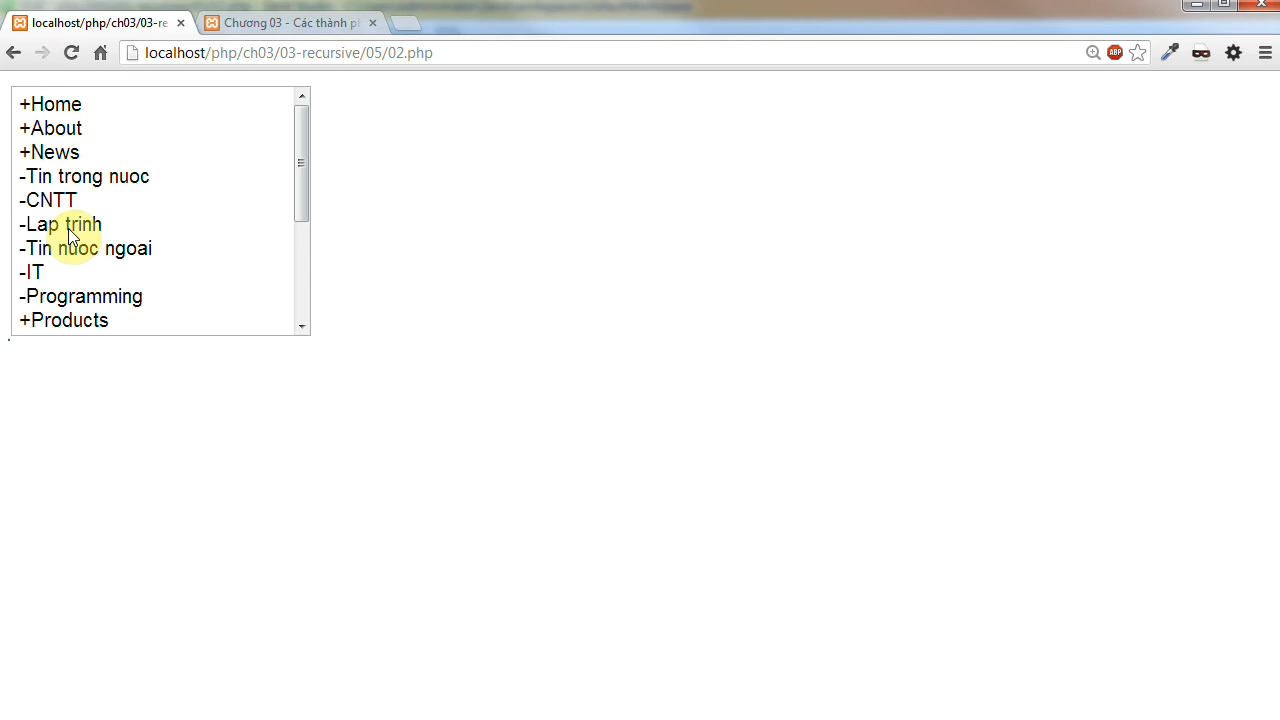 localhost/php/ch03/03-re
Chương 03 - Các thành ph
localhost/php/ch03/03-recursive/05/02.php
ABP
+Home
+About
+News
-Tin trong nuoc
-CNTT
-Lap trinh
-Tin nuoc ngoai
-IT
-Programming
+Products